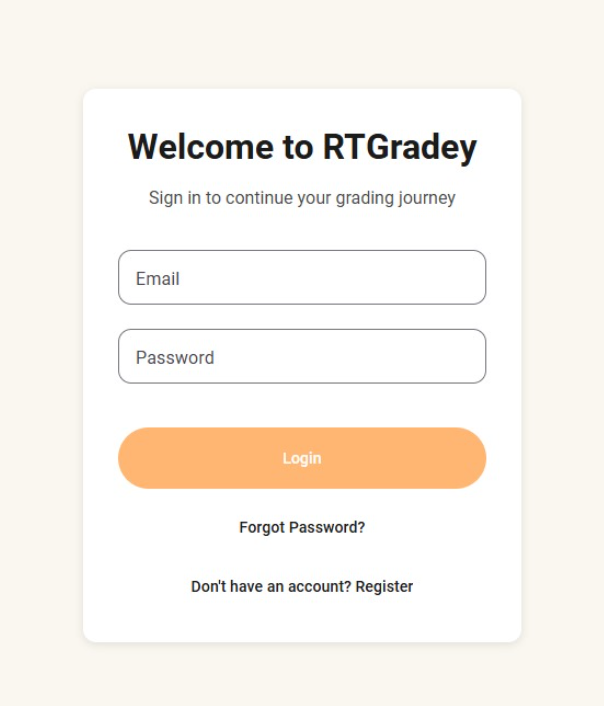 Welcome to RTGradey
Sign in to continue your grading journey
Email
Password
Login
Forgot Password?
Don't have an account? Register